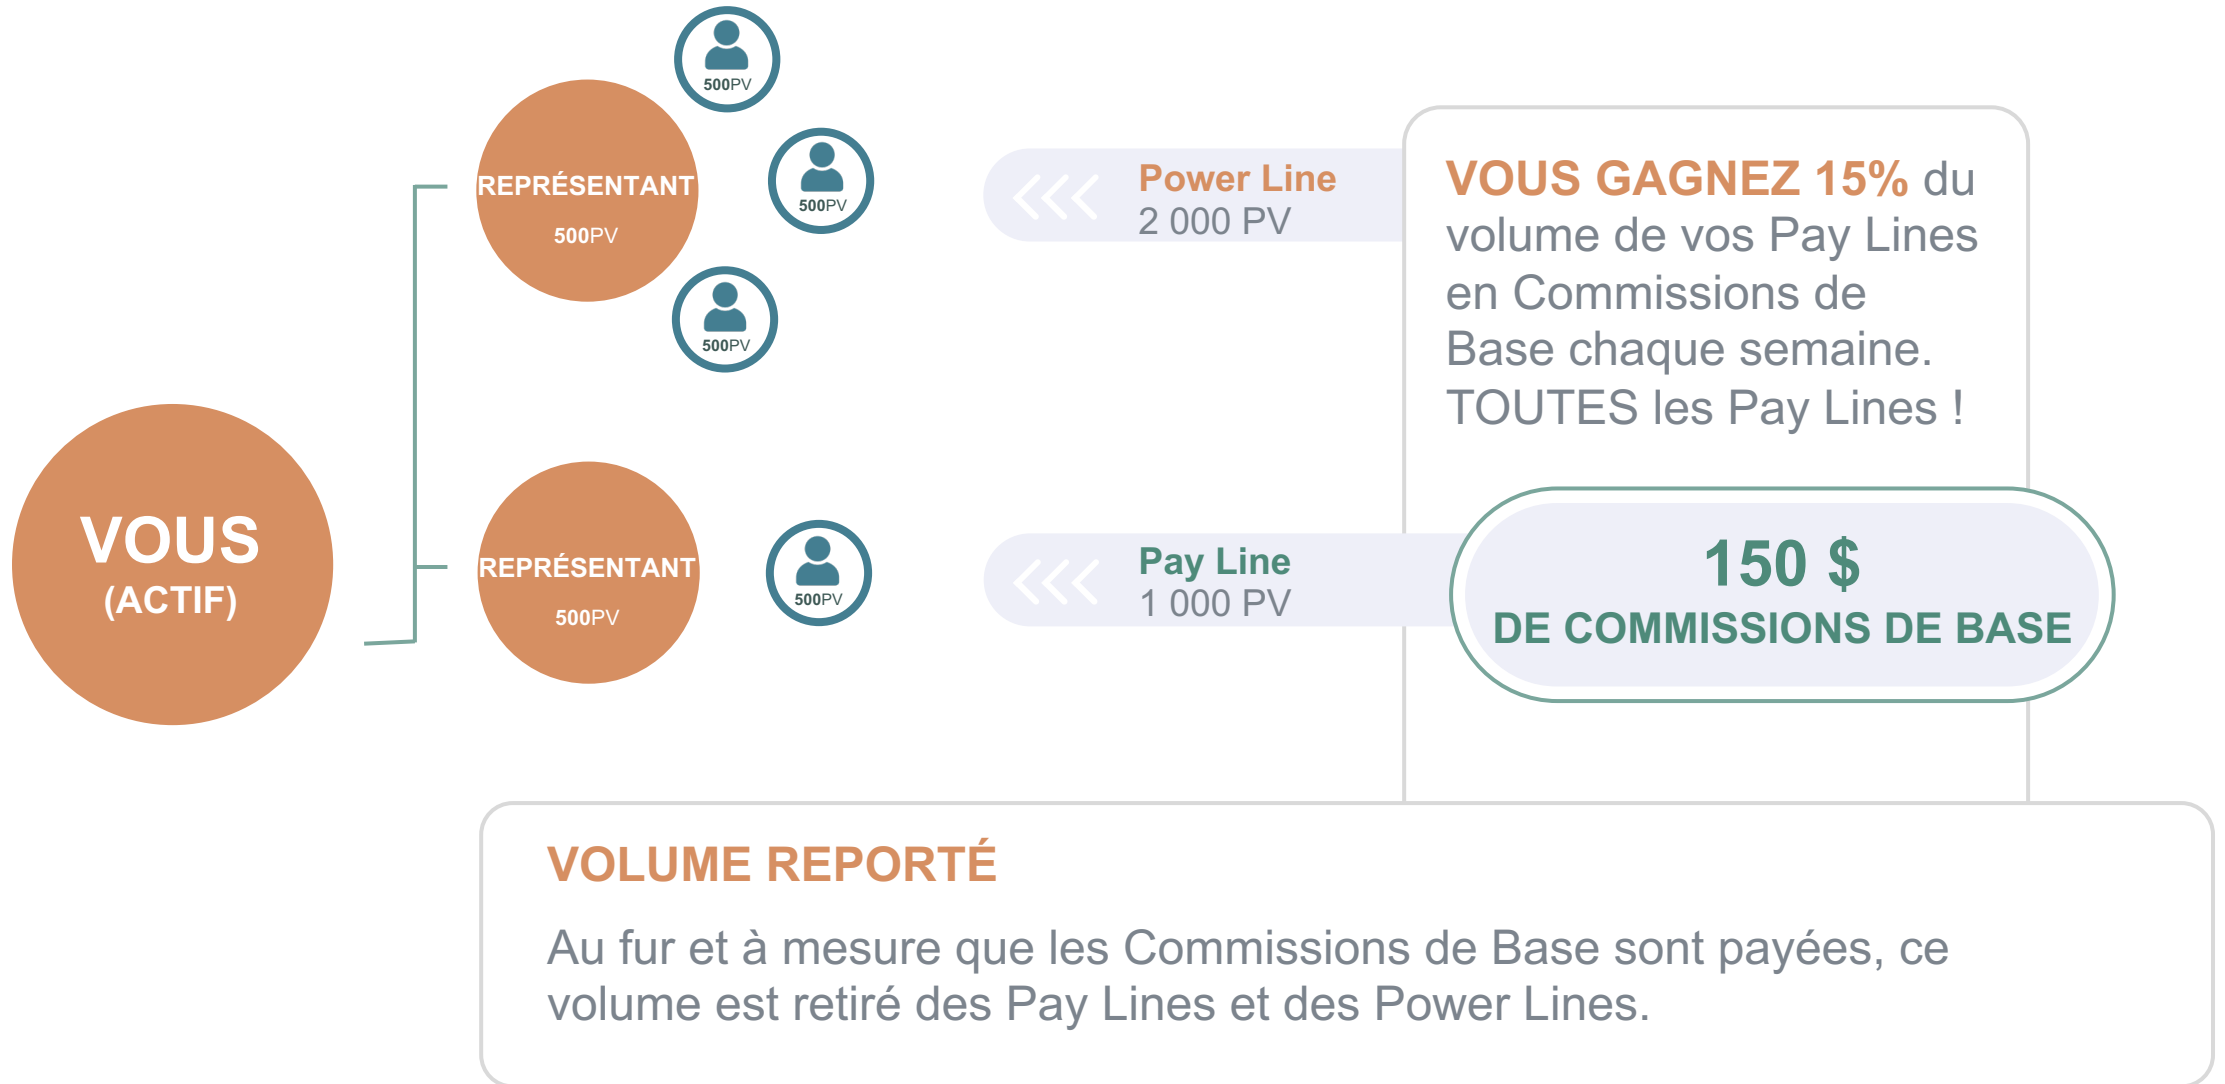 500PV
REPRÉSENTANT
500PV
500PV
500PV
Power Line
2 000 PV
VOUS GAGNEZ 15% du
volume de vos Pay Lines
en Commissions de
Base chaque semaine.
TOUTES les Pay Lines !
VOUS
(ACTIF)
REPRÉSENTANT
500PV
500PV
Pay Line
1 000 PV
150 $
DE COMMISSIONS DE BASE
VOLUME REPORTÉ
Au fur et à mesure que les Commissions de Base sont payées, ce
volume est retiré des Pay Lines et des Power Lines.